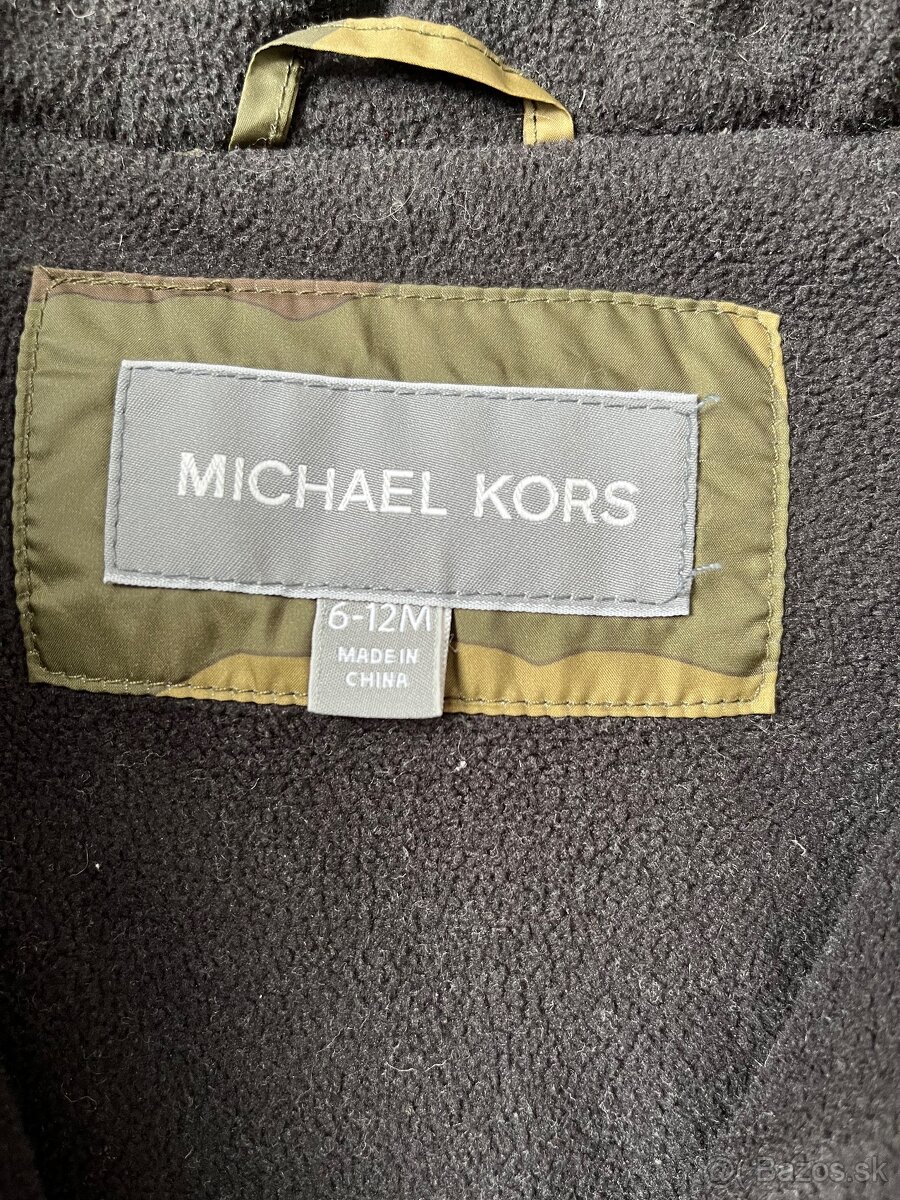 MICHAEL KORS
6-12M
MADE IN
CHINA
Bazos.sk